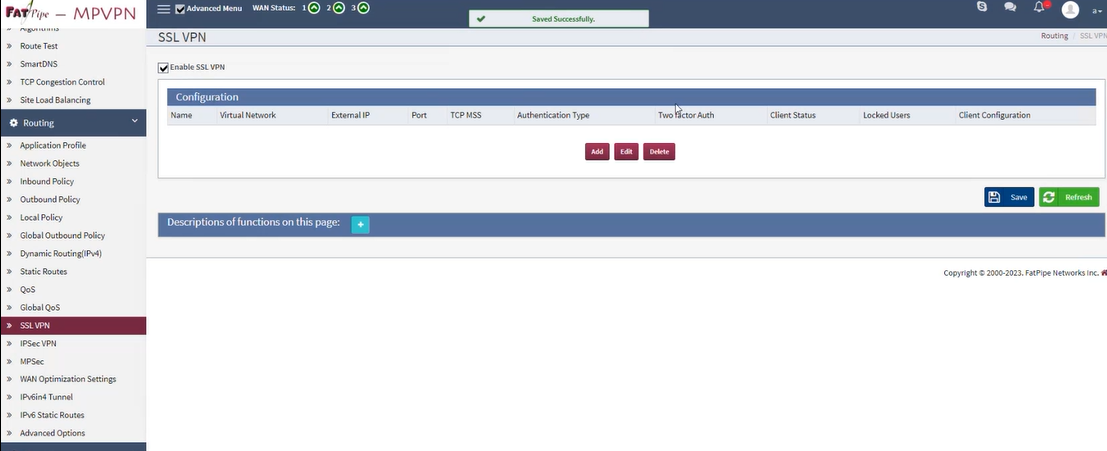 FATPipe — MPVPN
Advanced Menu WAN Status: 1 2 3
Saved Successfully.
a
SSL VPN
Routing / SSL VPN
Algorithms
Route Test
SmartDNS
TCP Congestion Control
Site Load Balancing
Routing
Application Profile
Network Objects
Inbound Policy
Outbound Policy
Local Policy
Global Outbound Policy
Dynamic Routing(IPv4)
Static Routes
QoS
Global QoS
SSL VPN
IPSec VPN
MPSec
WAN Optimization Settings
IPv6in4 Tunnel
IPv6 Static Routes
Advanced Options
Enable SSL VPN
Configuration
Name Virtual Network External IP Port TCP MSS Authentication Type Two factor Auth Client Status Locked Users Client Configuration
Add Edit Delete
Save Refresh
Descriptions of functions on this page: +
Copyright © 2000-2023. FatPipe Networks Inc.